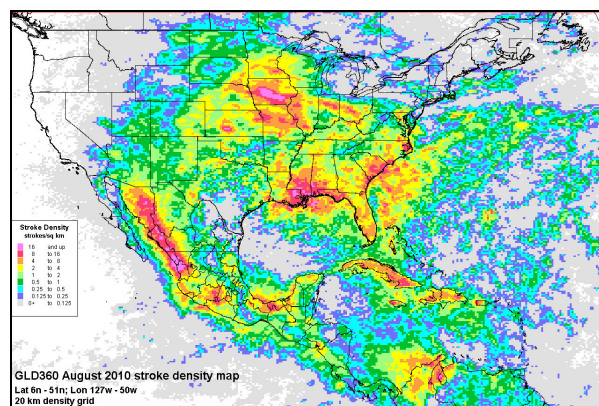 Stroke Density
strokes/sq km
16 and up
8 to 16
4 to 8
2 to 4
1 to 2
0.5 to 1
0.25 to 0.5
0.125 to 0.25
0+ to 0.125
GLD360 August 2010 stroke density map
Lat 6n - 51n; Lon 127w - 50w
20 km density grid